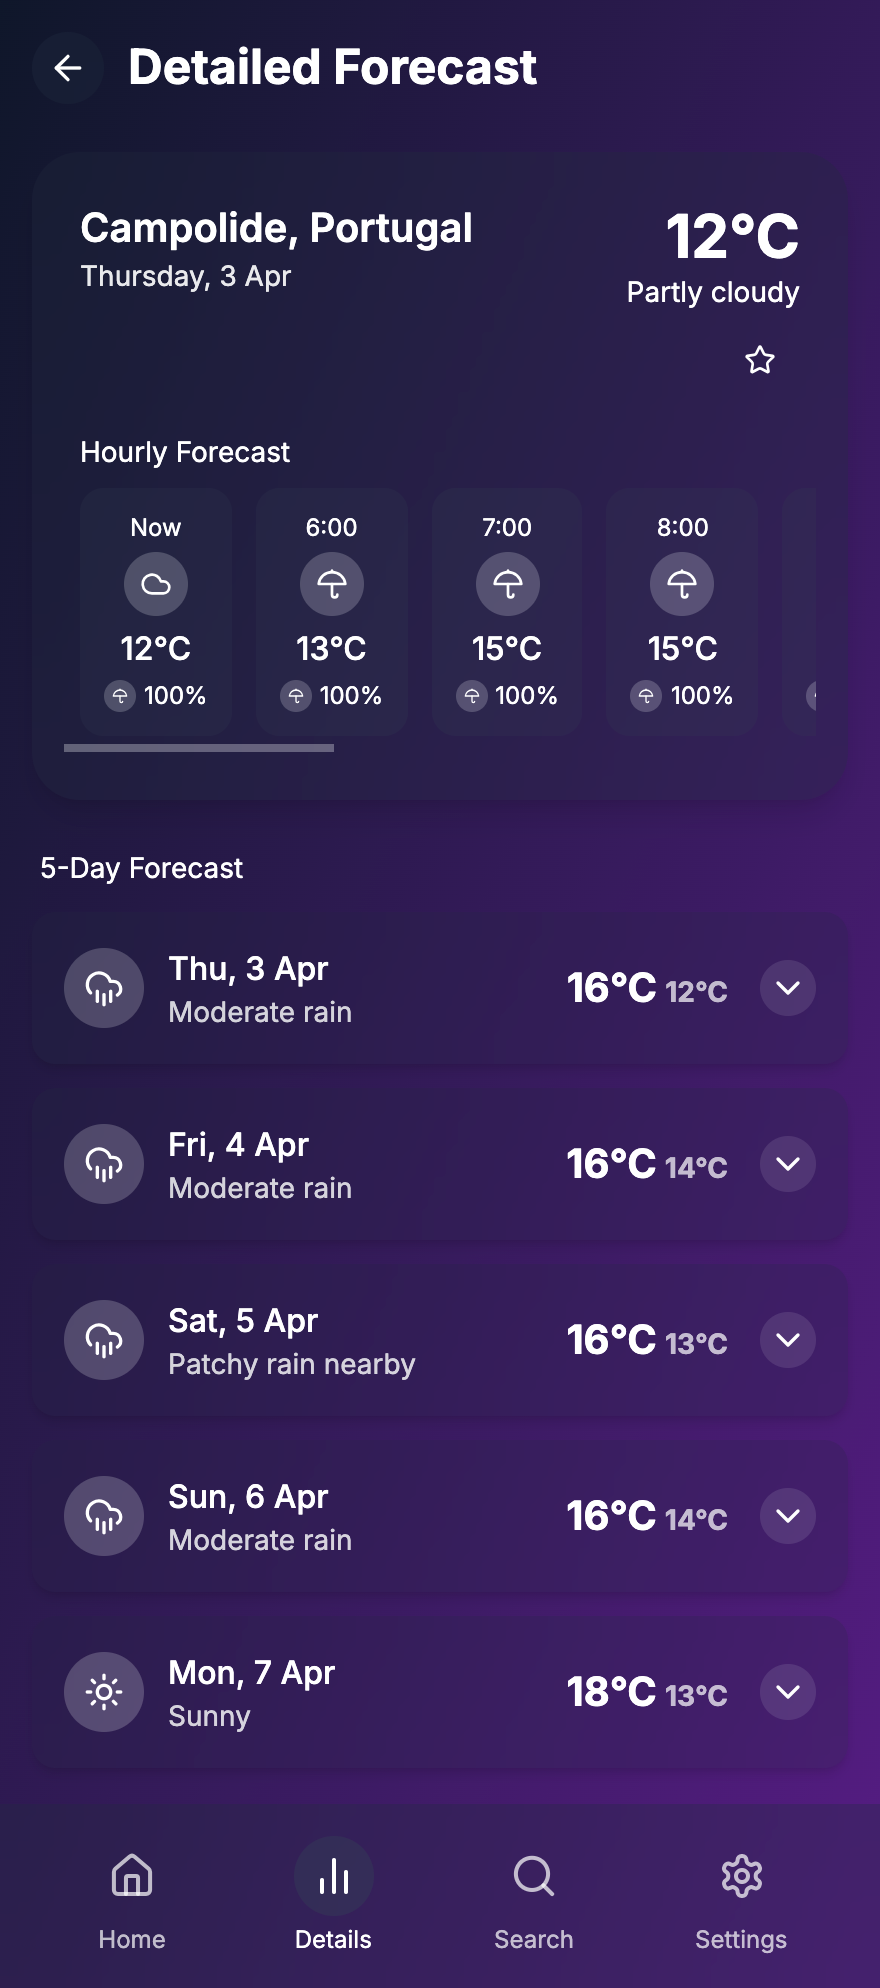 Detailed Forecast
Campolide, Portugal
Thursday, 3 Apr
12°C
Partly cloudy
Hourly Forecast
Now
12°C
100%
6:00
13°C
100%
7:00
15°C
100%
8:00
15°C
100%
5-Day Forecast
Thu, 3 Apr
Moderate rain
16°C 12°C
Fri, 4 Apr
Moderate rain
16°C 14°C
Sat, 5 Apr
Patchy rain nearby
16°C 13°C
Sun, 6 Apr
Moderate rain
16°C 14°C
Mon, 7 Apr
Sunny
18°C 13°C
Home
Details
Search
Settings